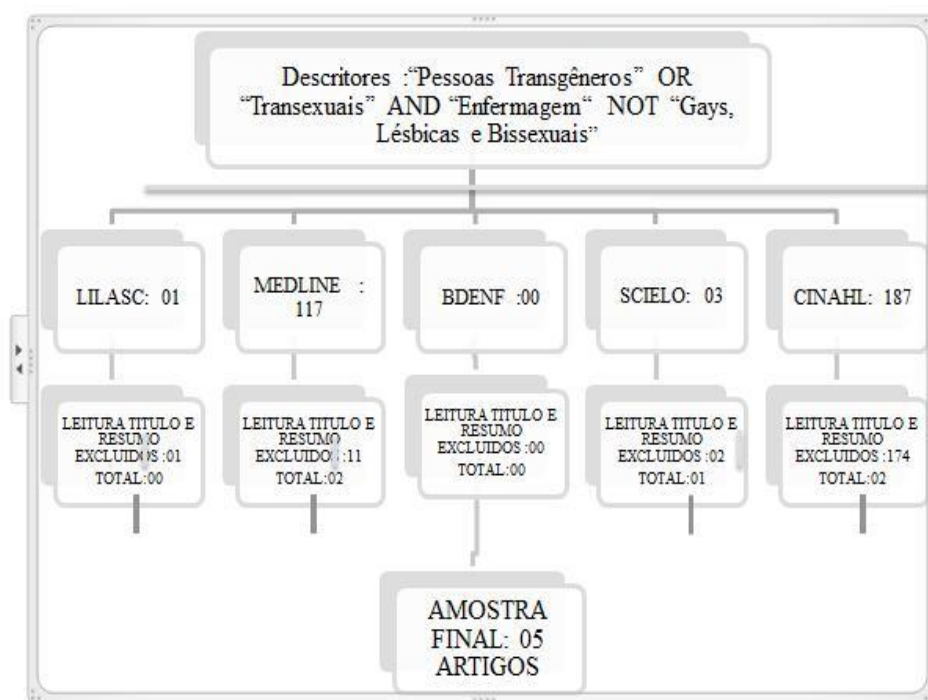 Descritores :“Pessoas Transgêneros” OR
“Transexuais” AND “Enfermagem“ NOT “Gays,
Lésbicas e Bissexuais”
LILASC: 01
MEDLINE :
117
BDENF :00
SCIELO: 03
CINAHL: 187
LEITURA TITULO E
RESUMO
EXCLUIDOS :01
TOTAL:00
LEITURA TITULO E
RESUMO
EXCLUIDOS :11
TOTAL:02
LEITURA TITULO E
RESUMO
EXCLUIDOS :00
TOTAL:00
LEITURA TITULO E
RESUMO
EXCLUIDOS :02
TOTAL:01
LEITURA TITULO E
RESUMO
EXCLUIDOS :174
TOTAL:02
AMOSTRA
FINAL: 05
ARTIGOS